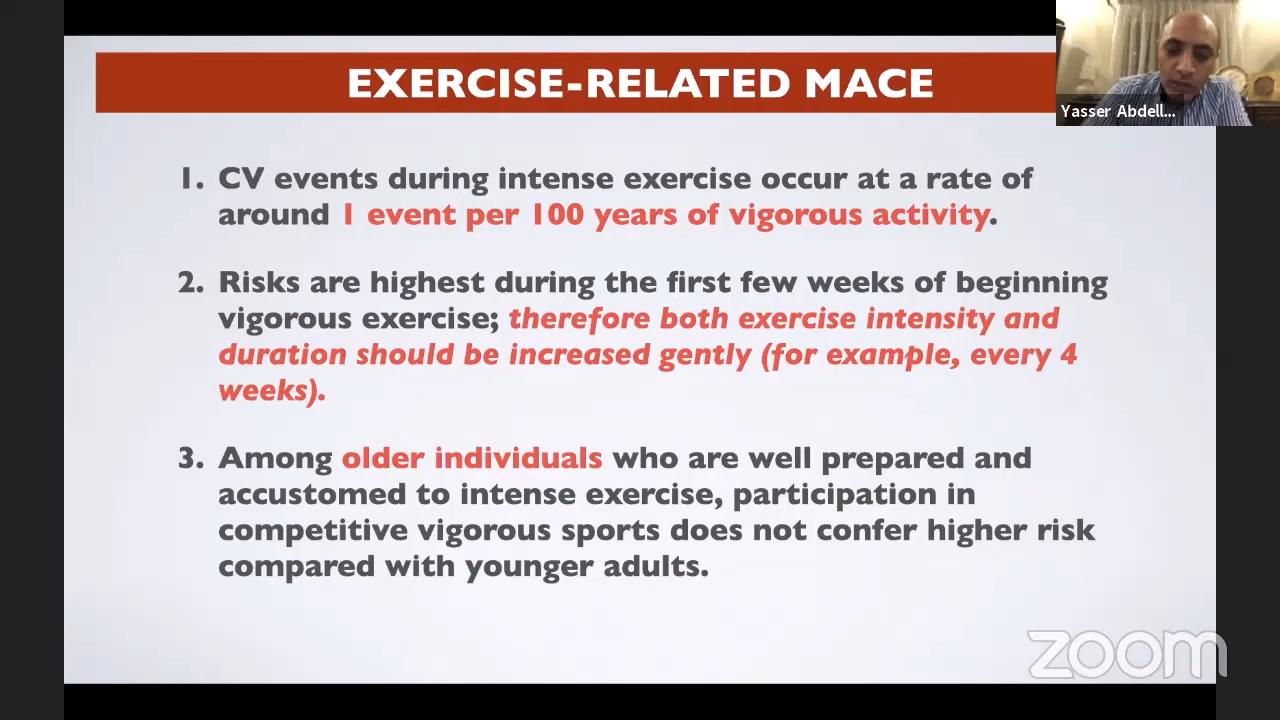 EXERCISE-RELATED MACE
Yasser Abdell...
1. CV events during intense exercise occur at a rate of
around 1 event per 100 years of vigorous activity.
2. Risks are highest during the first few weeks of beginning
vigorous exercise; therefore both exercise intensity and
duration should be increased gently (for example, every 4
weeks).
3. Among older individuals who are well prepared and
accustomed to intense exercise, participation in
competitive vigorous sports does not confer higher risk
compared with younger adults.
zoom